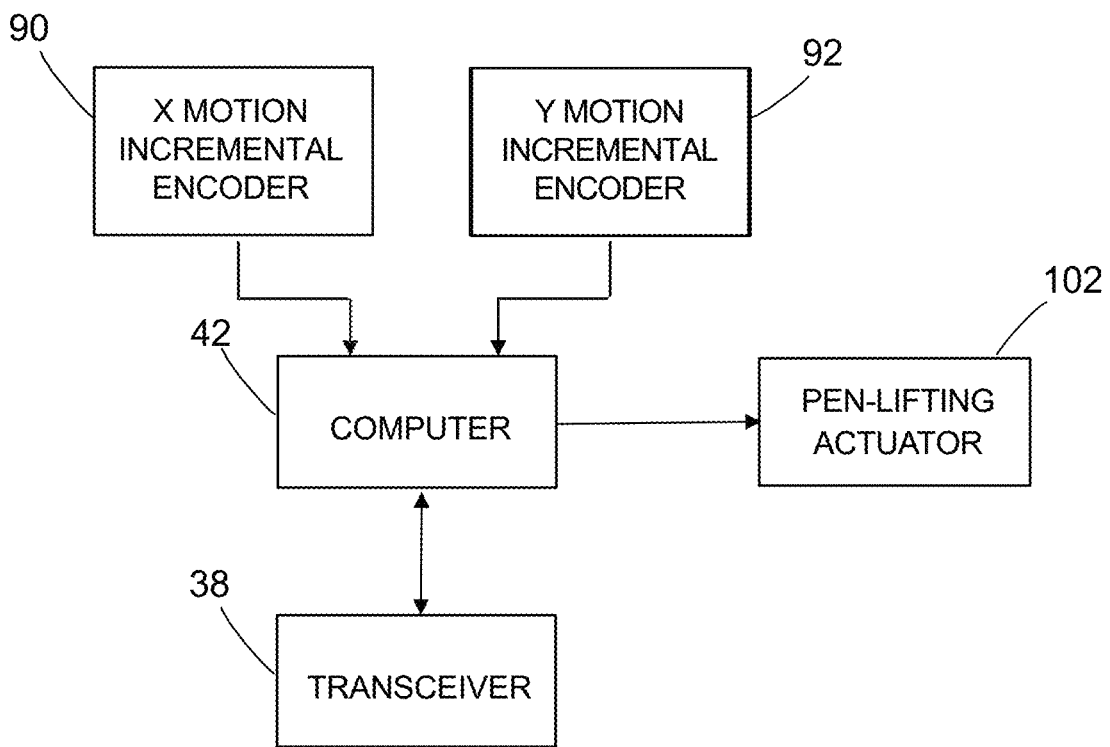 90
92
X MOTION
INCREMENTAL
ENCODER
Y MOTION
INCREMENTAL
ENCODER
102
42
COMPUTER
PEN-LIFTING
ACTUATOR
38
TRANSCEIVER